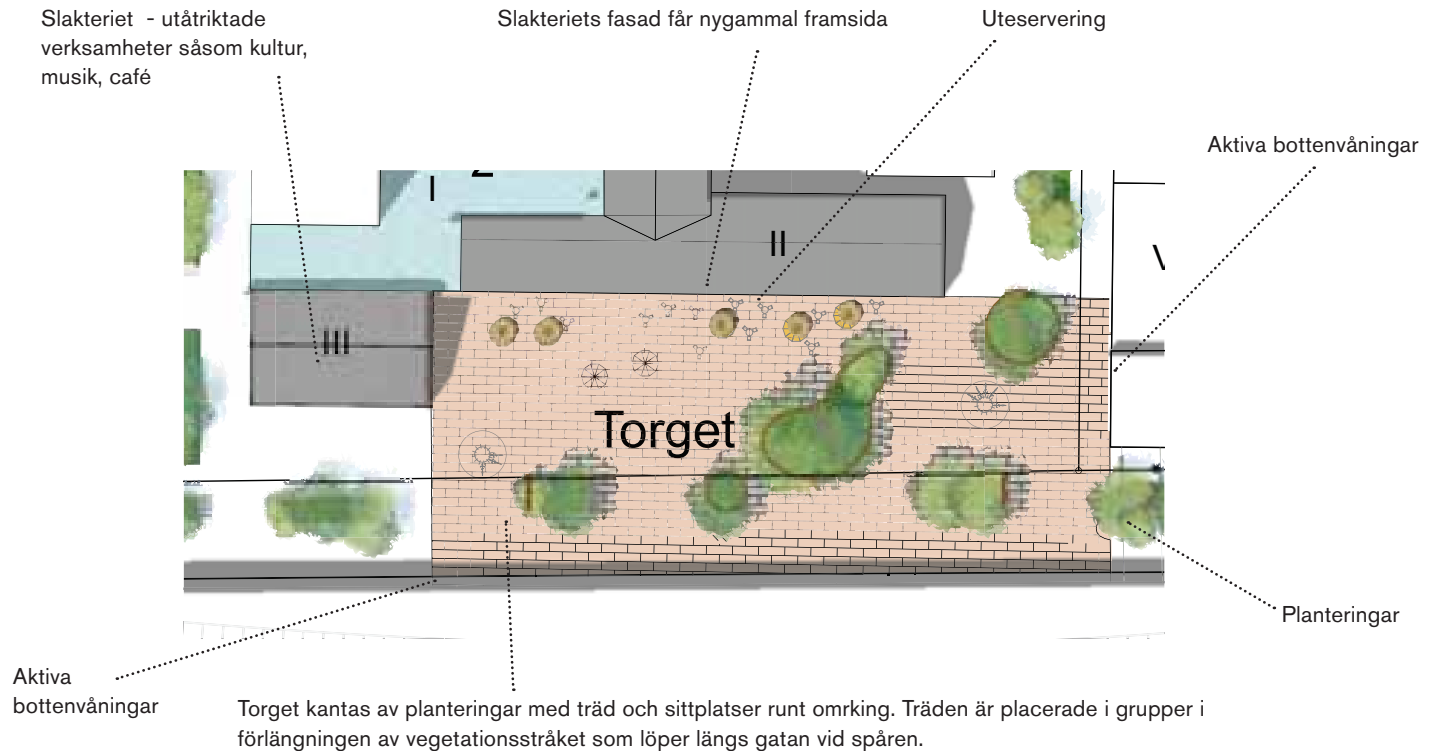 Slakteriet  - utåtriktade
verksamheter såsom kultur,
musik, café
Slakteriets fasad får nygammal framsida
Uteservering
Aktiva bottenvåningar
I
II
III
Torget
Planteringar
Aktiva
bottenvåningar
Torget kantas av planteringar med träd och sittplatser runt omrking. Träden är placerade i grupper i
förlängningen av vegetationsstråket som löper längs gatan vid spåren.